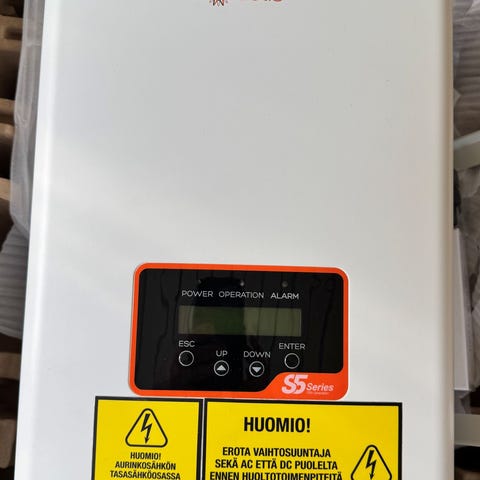 POWER OPERATION ALARM
ESC
UP
DOWN
ENTER
S5 Series
HUOMIO!
AURINKOSÄHKÖN
TASASÄHKÖOSASSA
HUOMIO!
EROTA VAIHTOSUUNTAJA
SEKÄ AC ETTÄ DC PUOLELTA
ENNEN HUOLTOTOIMENPITEITÄ